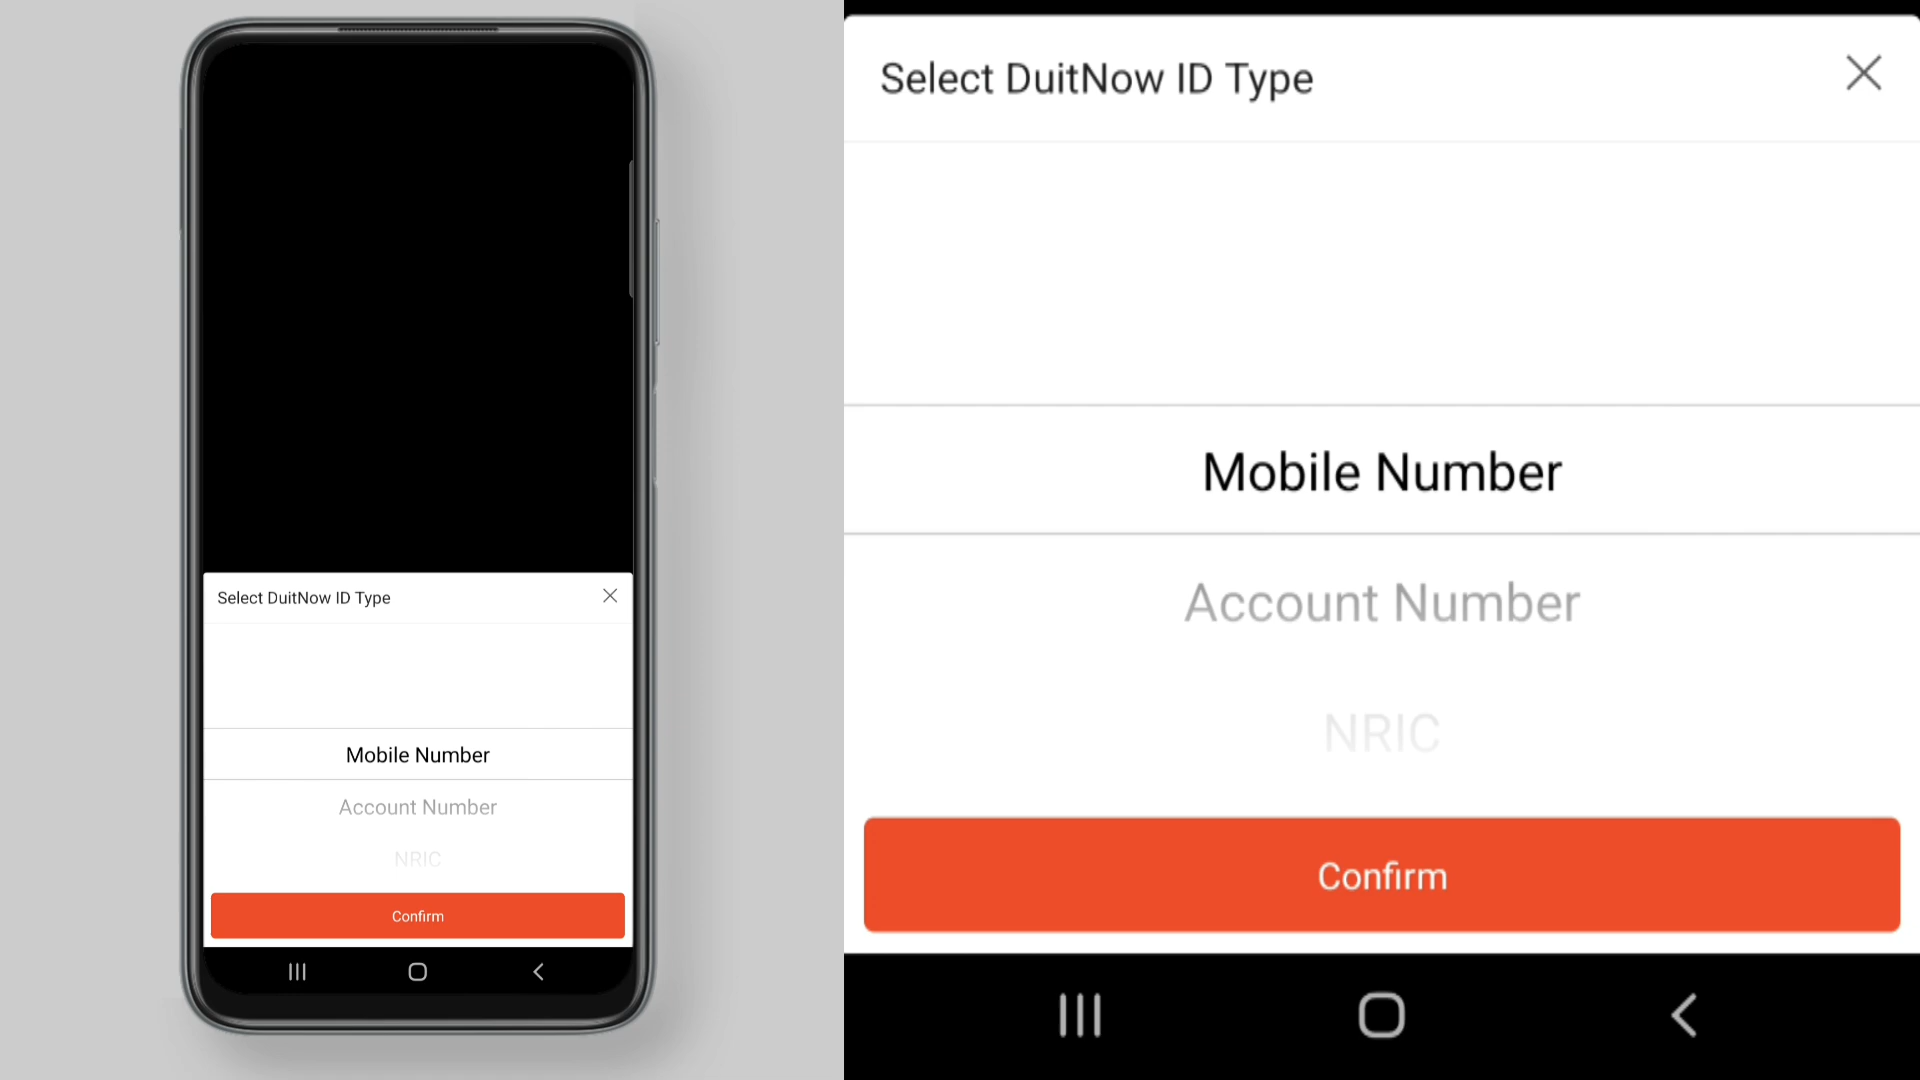 Select DuitNow ID Type
Mobile Number
Account Number
NRIC
Confirm
Select DuitNow ID Type
Mobile Number
Account Number
NRIC
Confirm